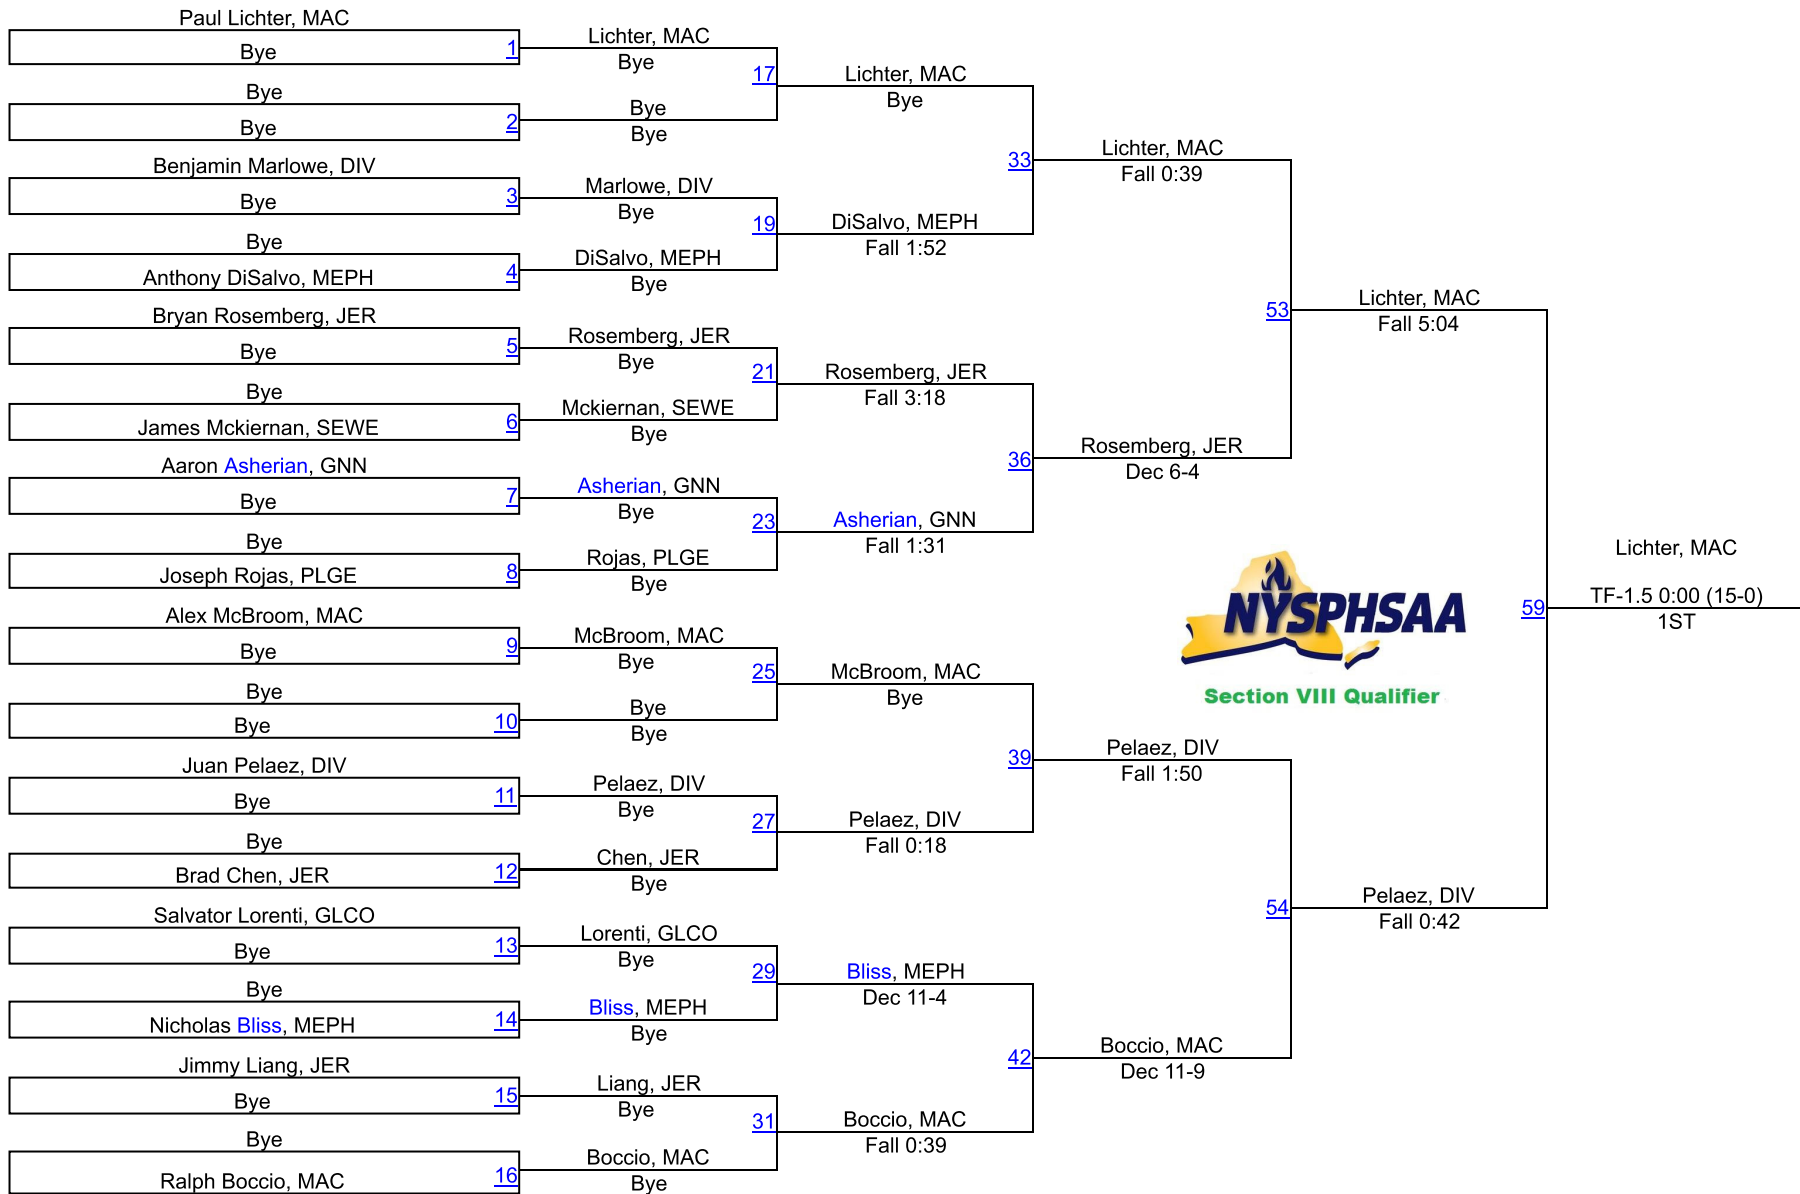 Paul Lichter, MAC
Bye
1
Bye
Bye
2
Benjamin Marlowe, DIV
Bye
3
Bye
Anthony DiSalvo, MEPH
4
Bryan Rosemberg, JER
Bye
5
Bye
James Mckiernan, SEWE
6
Aaron Asherian, GNN
Bye
7
Bye
Joseph Rojas, PLGE
8
Alex McBroom, MAC
Bye
9
Bye
Bye
10
Juan Pelaez, DIV
Bye
11
Bye
Brad Chen, JER
12
Salvator Lorenti, GLCO
Bye
13
Bye
Nicholas Bliss, MEPH
14
Jimmy Liang, JER
Bye
15
Bye
Ralph Boccio, MAC
16
Lichter, MAC
Bye
17
Bye
Bye
Marlowe, DIV
Bye
19
DiSalvo, MEPH
Bye
Rosemberg, JER
Bye
21
Mckiernan, SEWE
Bye
Asherian, GNN
Bye
23
Rojas, PLGE
Bye
McBroom, MAC
Bye
25
Bye
Bye
Pelaez, DIV
Bye
27
Chen, JER
Bye
Lorenti, GLCO
Bye
29
Bliss, MEPH
Bye
Liang, JER
Bye
31
Boccio, MAC
Bye
Lichter, MAC
Bye
33
DiSalvo, MEPH
Fall 1:52
Rosemberg, JER
Fall 3:18
36
Asherian, GNN
Fall 1:31
McBroom, MAC
Bye
39
Pelaez, DIV
Fall 0:18
Bliss, MEPH
Dec 11-4
42
Boccio, MAC
Fall 0:39
Lichter, MAC
Fall 0:39
53
Rosemberg, JER
Dec 6-4
NYSPHSAA
Section VIII Qualifier
Pelaez, DIV
Fall 1:50
54
Boccio, MAC
Dec 11-9
Lichter, MAC
Fall 5:04
59
Pelaez, DIV
Fall 0:42
Lichter, MAC
TF-1.5 0:00 (15-0)
1ST